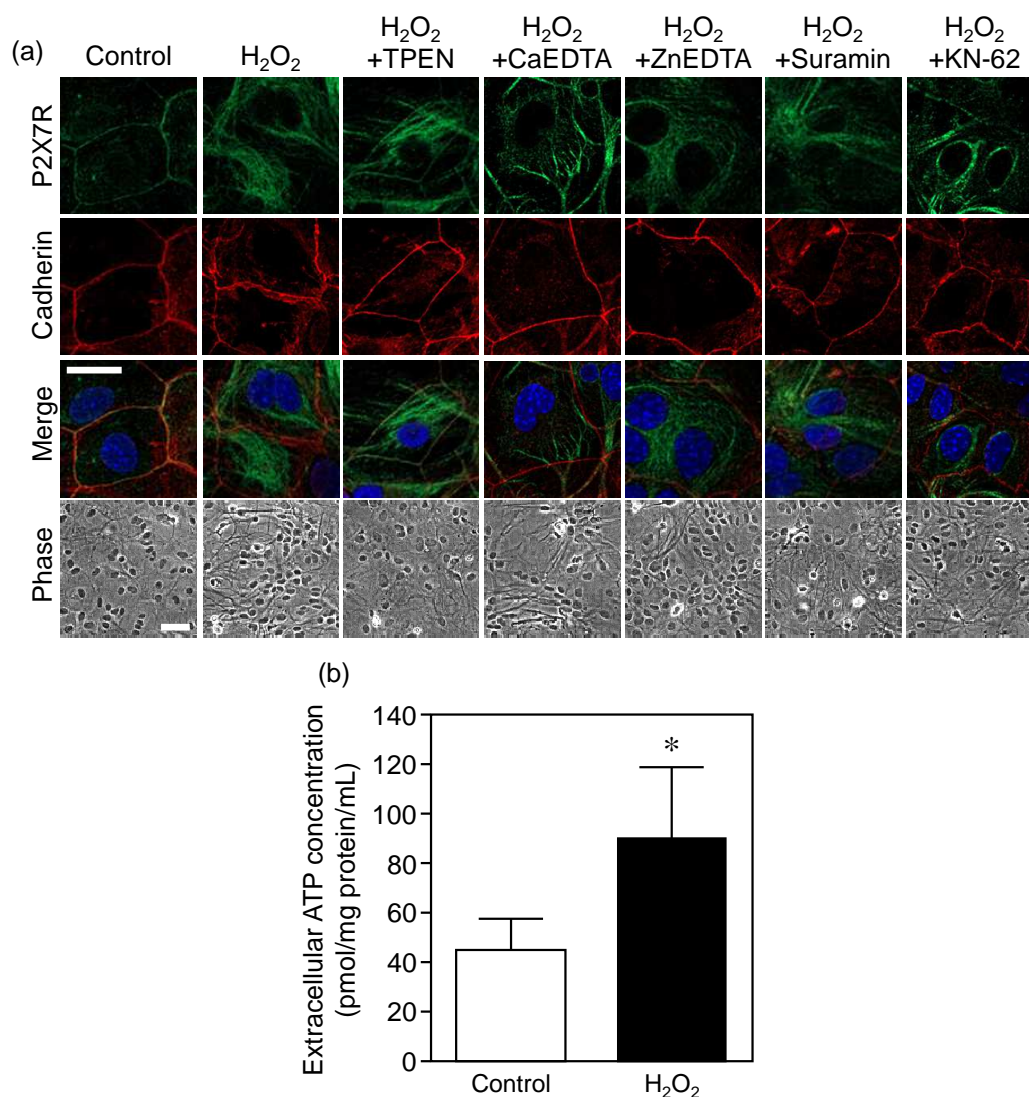 (a)
Control
H₂O₂
H₂O₂
+TPEN
H₂O₂
+CaEDTA
H₂O₂
+ZnEDTA
H₂O₂
+Suramin
H₂O₂
+KN-62
P2X7R
Cadherin
Merge
Phase
(b)
Extracellular ATP concentration
(pmol/mg protein/mL)
140
120
100
80
60
40
20
0
*
Control
H₂O₂